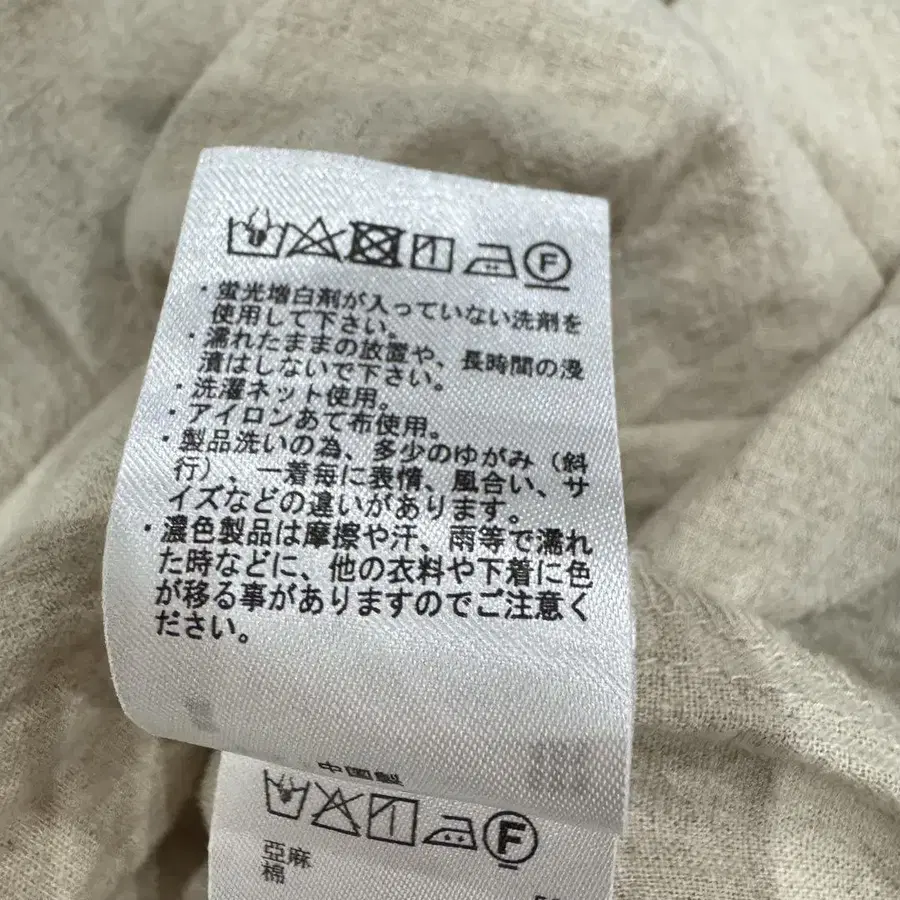 F
・蛍光増白剤が入っていない洗剤を
使用して下さい。
・濡れたままの放置や、長時間の浸
漬はしないで下さい。
・洗濯ネット使用。
・アイロンあて布使用。
・製品洗いの為、多少のゆがみ（斜
行）、一着毎に表情、風合い、サ
イズなどの違いがあります。
・濃色製品は摩擦や汗、雨等で濡れ
た時などに、他の衣料や下着に色
が移る事がありますのでご注意く
ださい。
中国製
F
亞麻
棉